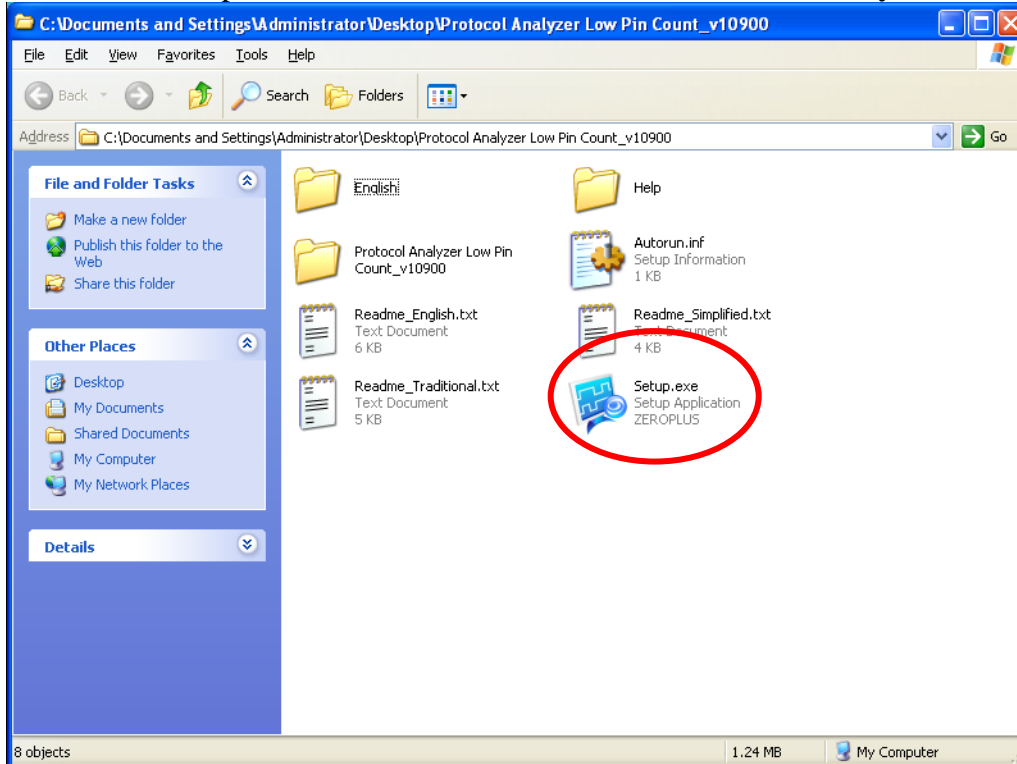 C:\Documents and Settings\Administrator\Desktop\Protocol Analyzer Low Pin Count_v10900
File Edit View Favorites Tools Help
Back Search Folders
Address C:\Documents and Settings\Administrator\Desktop\Protocol Analyzer Low Pin Count_v10900 Go
File and Folder Tasks
Make a new folder
Publish this folder to the
Web
Share this folder
Other Places
Desktop
My Documents
Shared Documents
My Computer
My Network Places
Details
English
Help
Protocol Analyzer Low Pin
Count_v10900
Autorun.inf
Setup Information
1 KB
Readme_English.txt
Text Document
6 KB
Readme_Simplified.txt
Text Document
4 KB
Readme_Traditional.txt
Text Document
5 KB
Setup.exe
Setup Application
ZEROPLUS
8 objects 1.24 MB My Computer